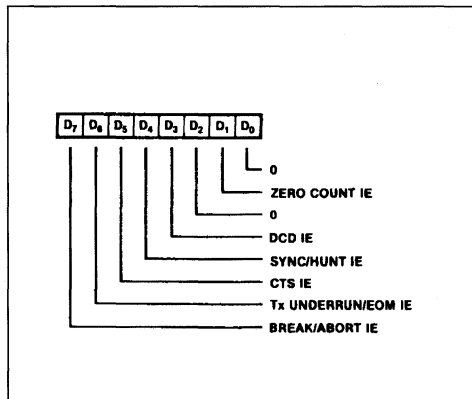 D7 D6 D5 D4 D3 D2 D1 D0
0
ZERO COUNT IE
0
DCD IE
SYNC/HUNT IE
CTS IE
Tx UNDERRUN/EOM IE
BREAK/ABORT IE